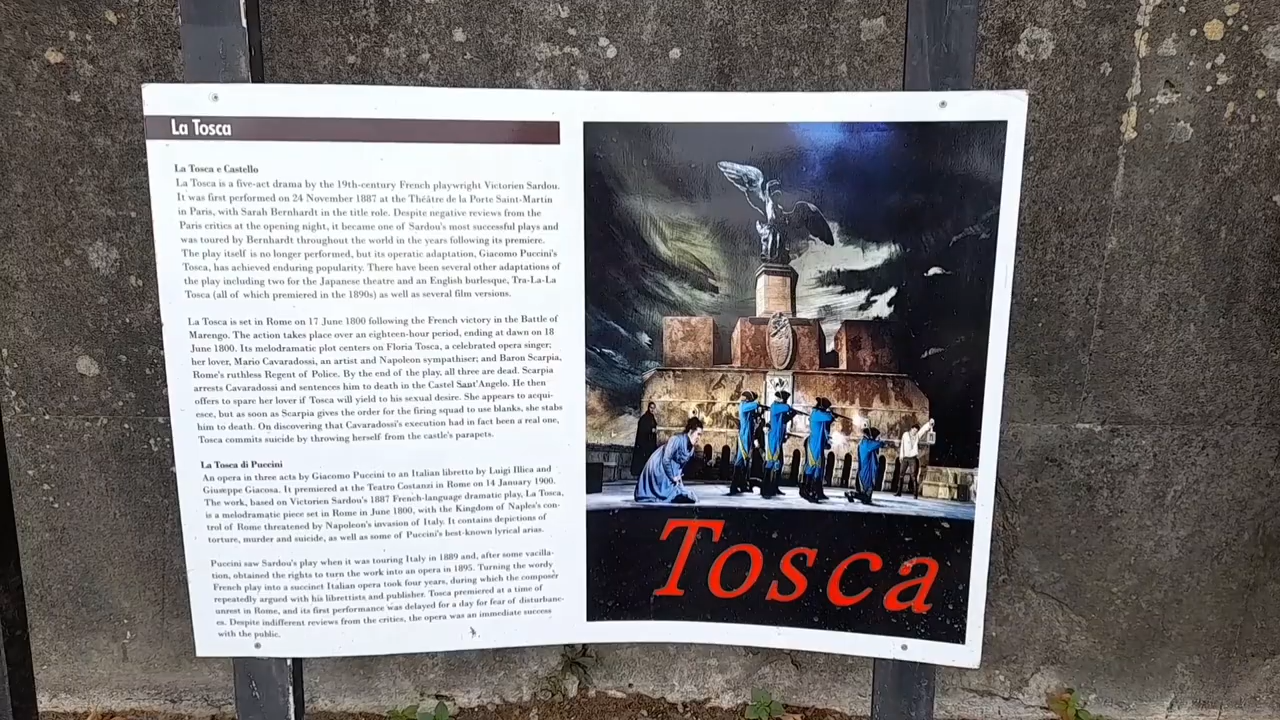 La Tosca
La Tosca e Castello
La Tosca is a five-act drama by the 19th-century French playwright Victorien Sardou.
It was first performed on 24 November 1887 at the Théâtre de la Porte Saint-Martin
in Paris, with Sarah Bernhardt in the title role. Despite negative reviews from the
Paris critics at the opening night, it became one of Sardou's most successful plays and
was toured by Bernhardt throughout the world in the years following its premiere.
The play itself is no longer performed, but its operatic adaptation, Giacomo Puccini's
Tosca, has achieved enduring popularity. There have been several other adaptations of
the play including two for the Japanese theatre and an English burlesque, Tra-La-La
Tosca (all of which premiered in the 1890s) as well as several film versions.
La Tosca is set in Rome on 17 June 1800 following the French victory in the Battle of
Marengo. The action takes place over an eighteen-hour period, ending at dawn on 18
June 1800. Its melodramatic plot centers on Floria Tosca, a celebrated opera singer;
her lover, Mario Cavaradossi, an artist and Napoleon sympathiser; and Baron Scarpia,
Rome's ruthless Regent of Police. By the end of the play, all three are dead. Scarpia
arrests Cavaradossi and sentences him to death in the Castel Sant'Angelo. He then
offers to spare her lover if Tosca will yield to his sexual desire. She appears to acqui-
esce, but as soon as Scarpia gives the order for the firing squad to use blanks, she stabs
him to death. On discovering that Cavaradossi's execution had in fact been a real one,
Tosca commits suicide by throwing herself from the castle's parapets.
La Tosca di Puccini
An opera in three acts by Giacomo Puccini to an Italian libretto by Luigi Illica and
Giuseppe Giacosa. It premiered at the Teatro Costanzi in Rome on 14 January 1900.
The work, based on Victorien Sardou's 1887 French-language dramatic play, La Tosca,
is a melodramatic piece set in Rome in June 1800, with the Kingdom of Naples's con-
trol of Rome threatened by Napoleon's invasion of Italy. It contains depictions of
torture, murder and suicide, as well as some of Puccini's best-known lyrical arias.
Puccini saw Sardou's play when it was touring Italy in 1889 and, after some vacilla-
tion, obtained the rights to turn the work into an opera in 1895. Turning the wordy
French play into a succinct Italian opera took four years, during which the composer
repeatedly argued with his librettists and publisher. Tosca premiered at a time of
unrest in Rome, and its first performance was delayed for a day for fear of disturbanc-
es. Despite indifferent reviews from the critics, the opera was an immediate success
with the public.
Tosca